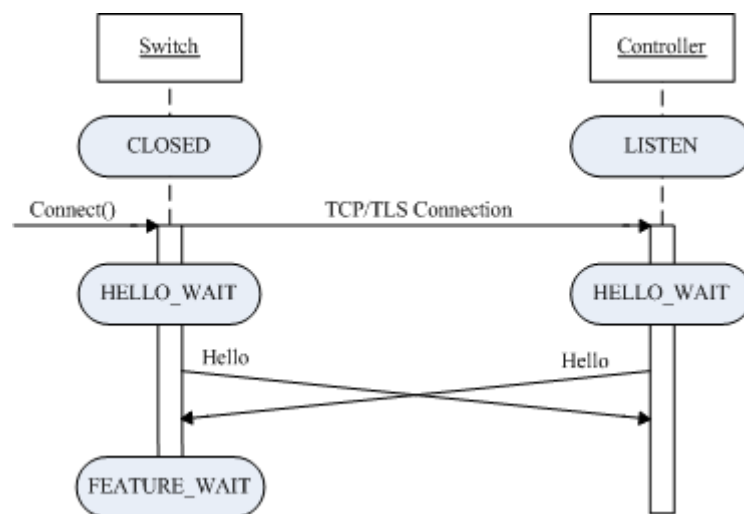 Switch
Controller
CLOSED
LISTEN
Connect()
TCP/TLS Connection
HELLO_WAIT
HELLO_WAIT
Hello
Hello
FEATURE_WAIT